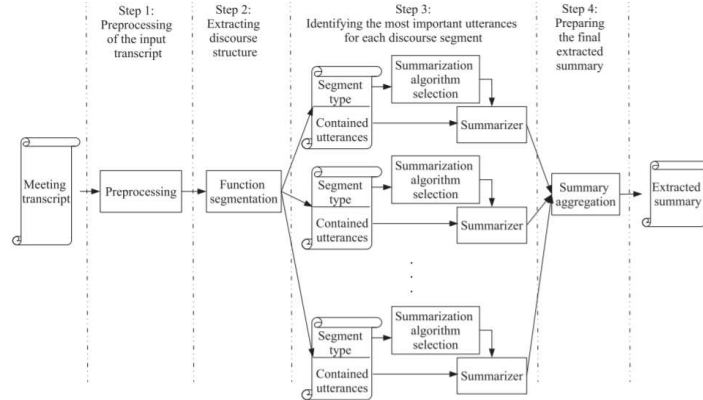 Step 1:
Preprocessing
of the input
transcript
Step 2:
Extracting
discourse
structure
Step 3:
Identifying the most important utterances
for each discourse segment
Step 4:
Preparing
the final
extracted
summary
Meeting
transcript
Preprocessing
Function
segmentation
Segment
type
Contained
utterances
Summarization
algorithm
selection
Summarizer
Segment
type
Contained
utterances
Summarization
algorithm
selection
Summarizer
.
.
.
Segment
type
Contained
utterances
Summarization
algorithm
selection
Summarizer
Summary
aggregation
Extracted
summary